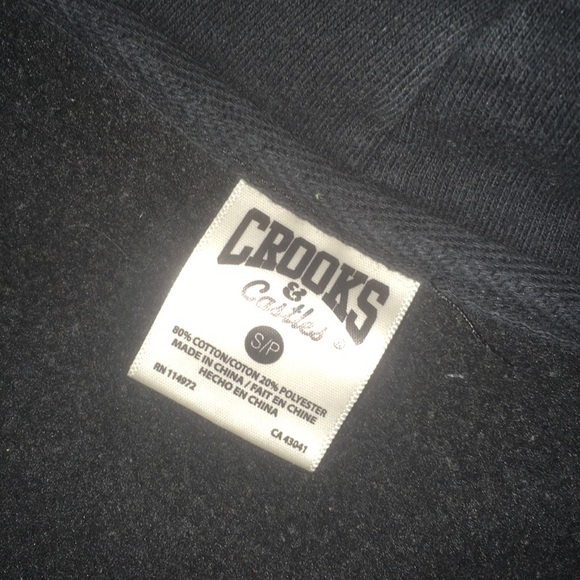 CROOKS
&
Castles ®
S/P
80% COTTON/COTON 20% POLYESTER
MADE IN CHINA / FAIT EN CHINE
HECHO EN CHINA
RN 114972
CA 43041